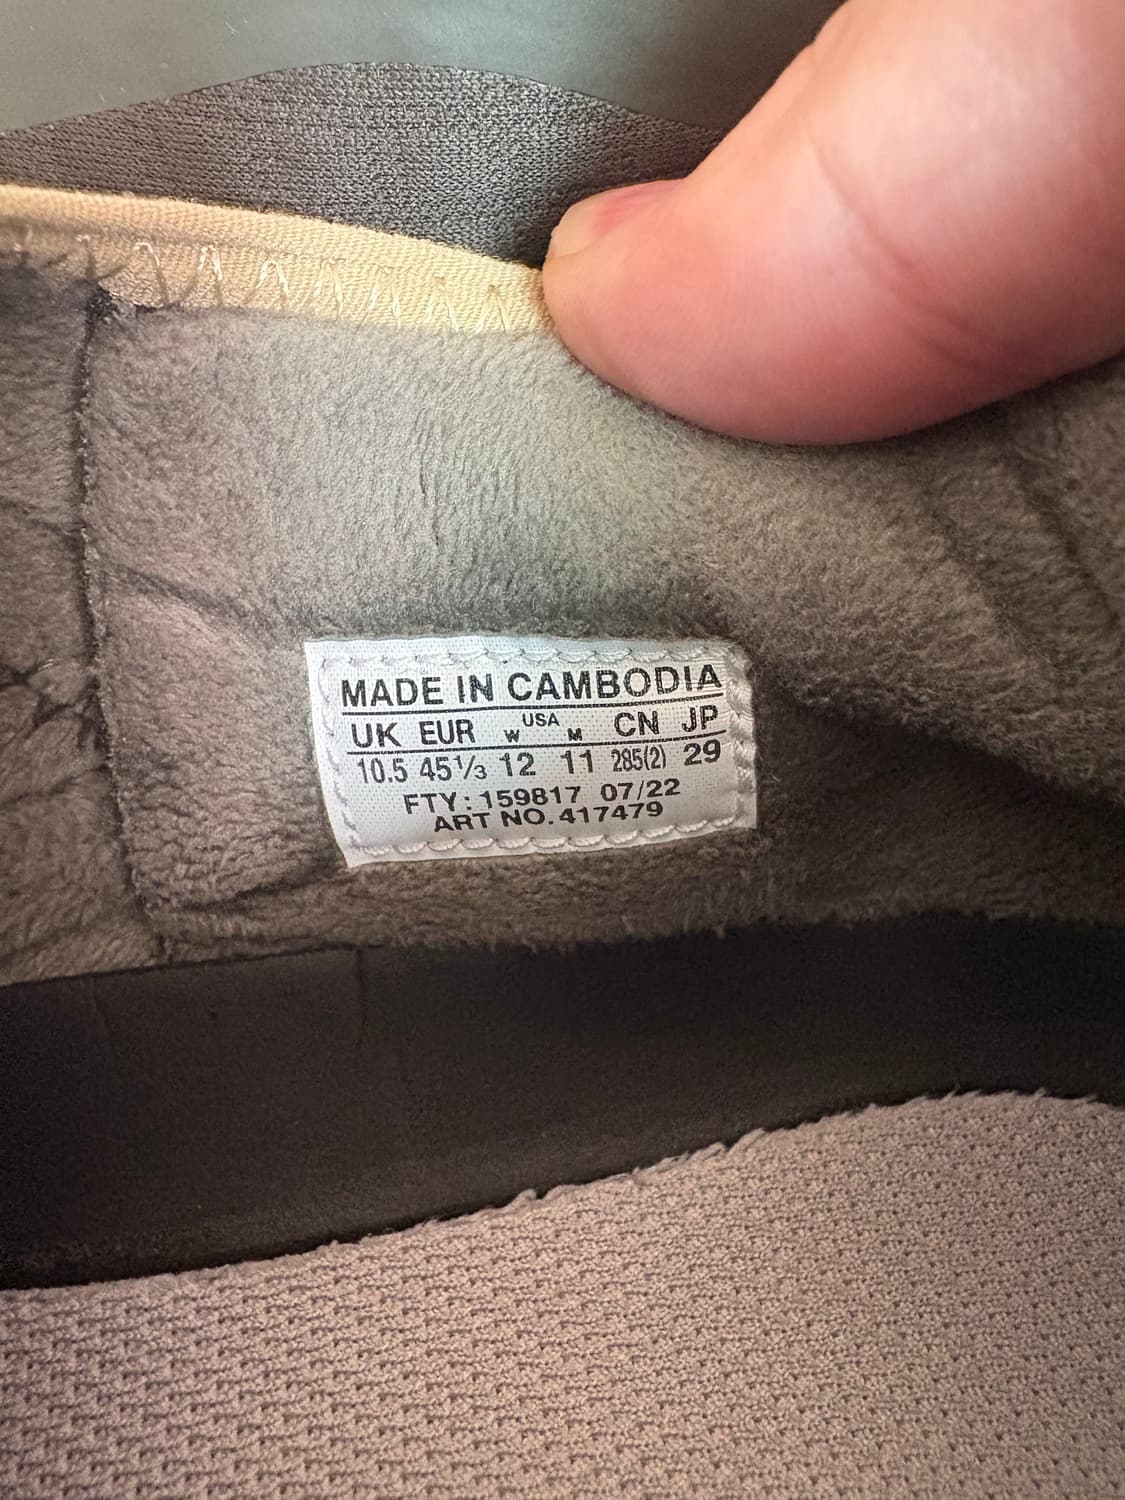 MADE IN CAMBODIA
UK EUR W USA M CN JP
10.5 45⅓ 12 11 285(2) 29
FTY: 159817 07/22
ART NO. 417479